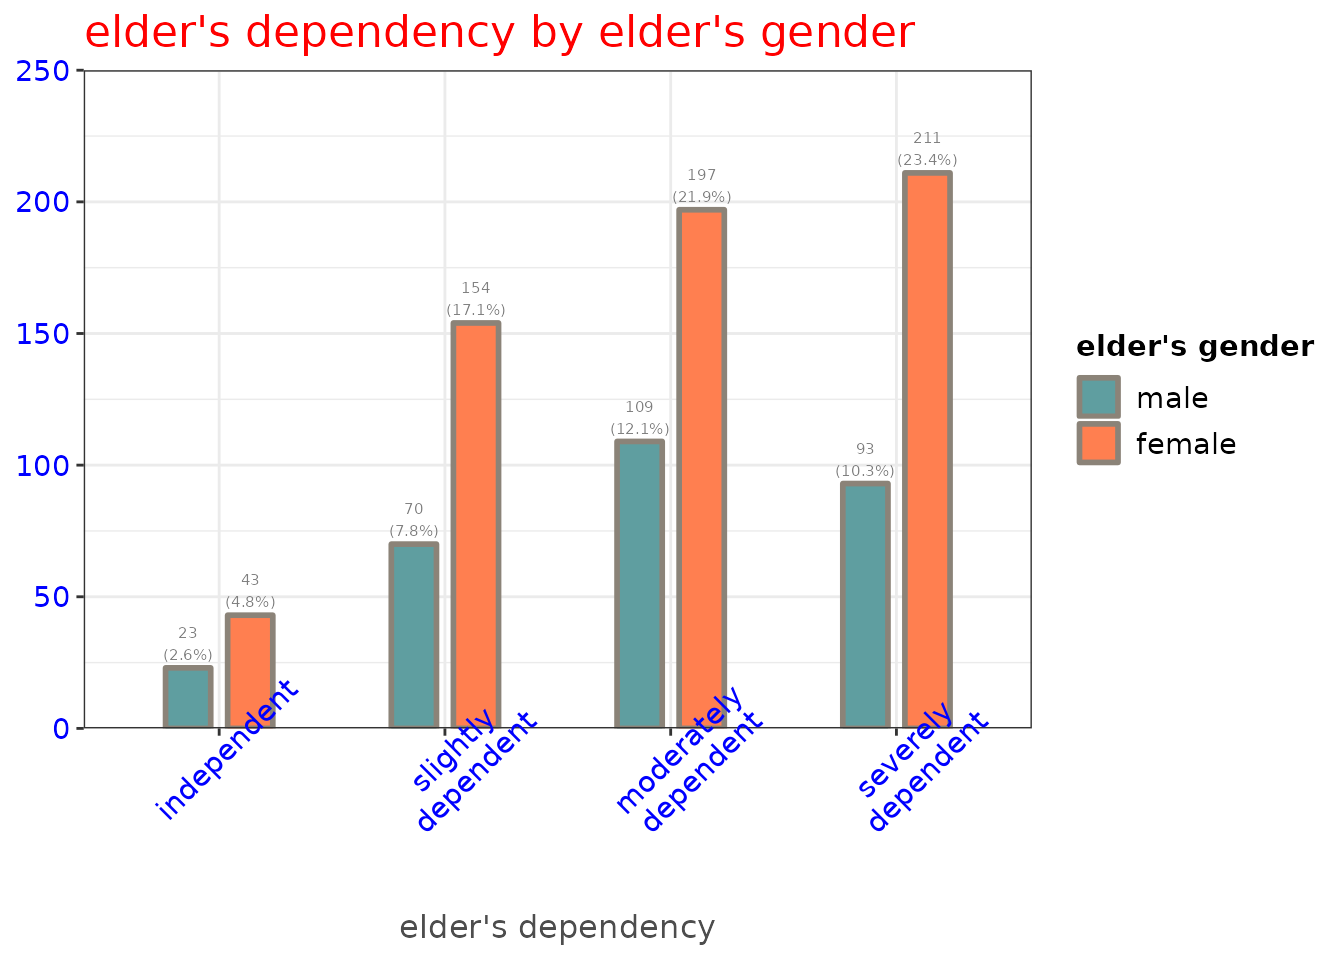 elder's dependency by elder's gender
250
200
150
100
50
0
23
(2.6%)
43
(4.8%)
70
(7.8%)
154
(17.1%)
109
(12.1%)
197
(21.9%)
93
(10.3%)
211
(23.4%)
independent
slightly
dependent
moderately
dependent
severely
dependent
elder's dependency
elder's gender
male
female